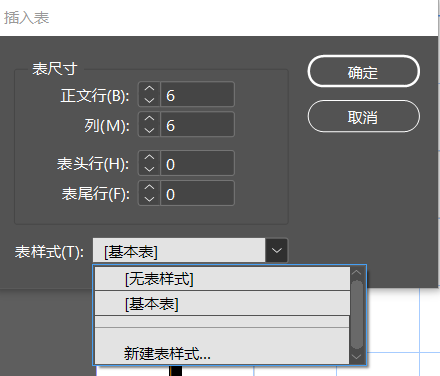 插入表
表尺寸
正文行(B): 6
列(M): 6
表头行(H): 0
表尾行(F): 0
确定
取消
表样式(T): [基本表]
[无表样式]
[基本表]
新建表样式...